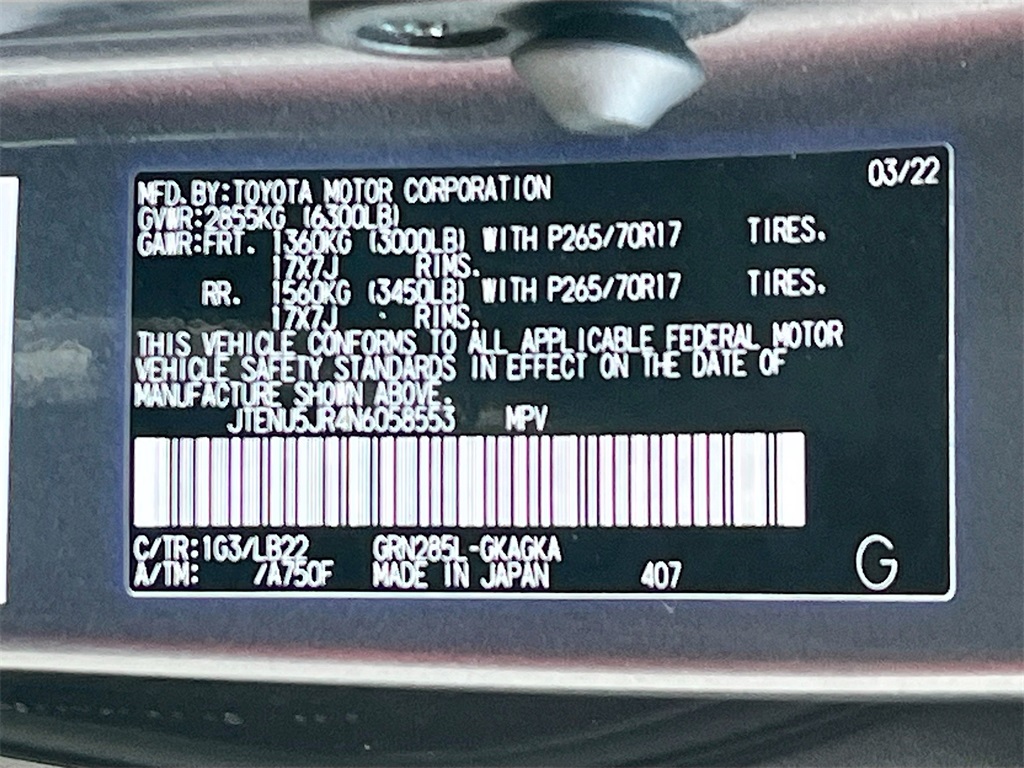 03/22
MFD. BY:TOYOTA MOTOR CORPORATION
GVWR:2855KG (6300LB)
GAWR:FRT. 1360KG (3000LB) WITH P265/70R17 TIRES.
17X7J RIMS.
RR. 1560KG (3450LB) WITH P265/70R17 TIRES.
17X7J RIMS.
THIS VEHICLE CONFORMS TO ALL APPLICABLE FEDERAL MOTOR
VEHICLE SAFETY STANDARDS IN EFFECT ON THE DATE OF
MANUFACTURE SHOWN ABOVE.
JTENU5JR4N6058553 MPV
C/TR:1G3/LB22 GRN285L-GKAGKA
A/TM: /A750F MADE IN JAPAN 407 G